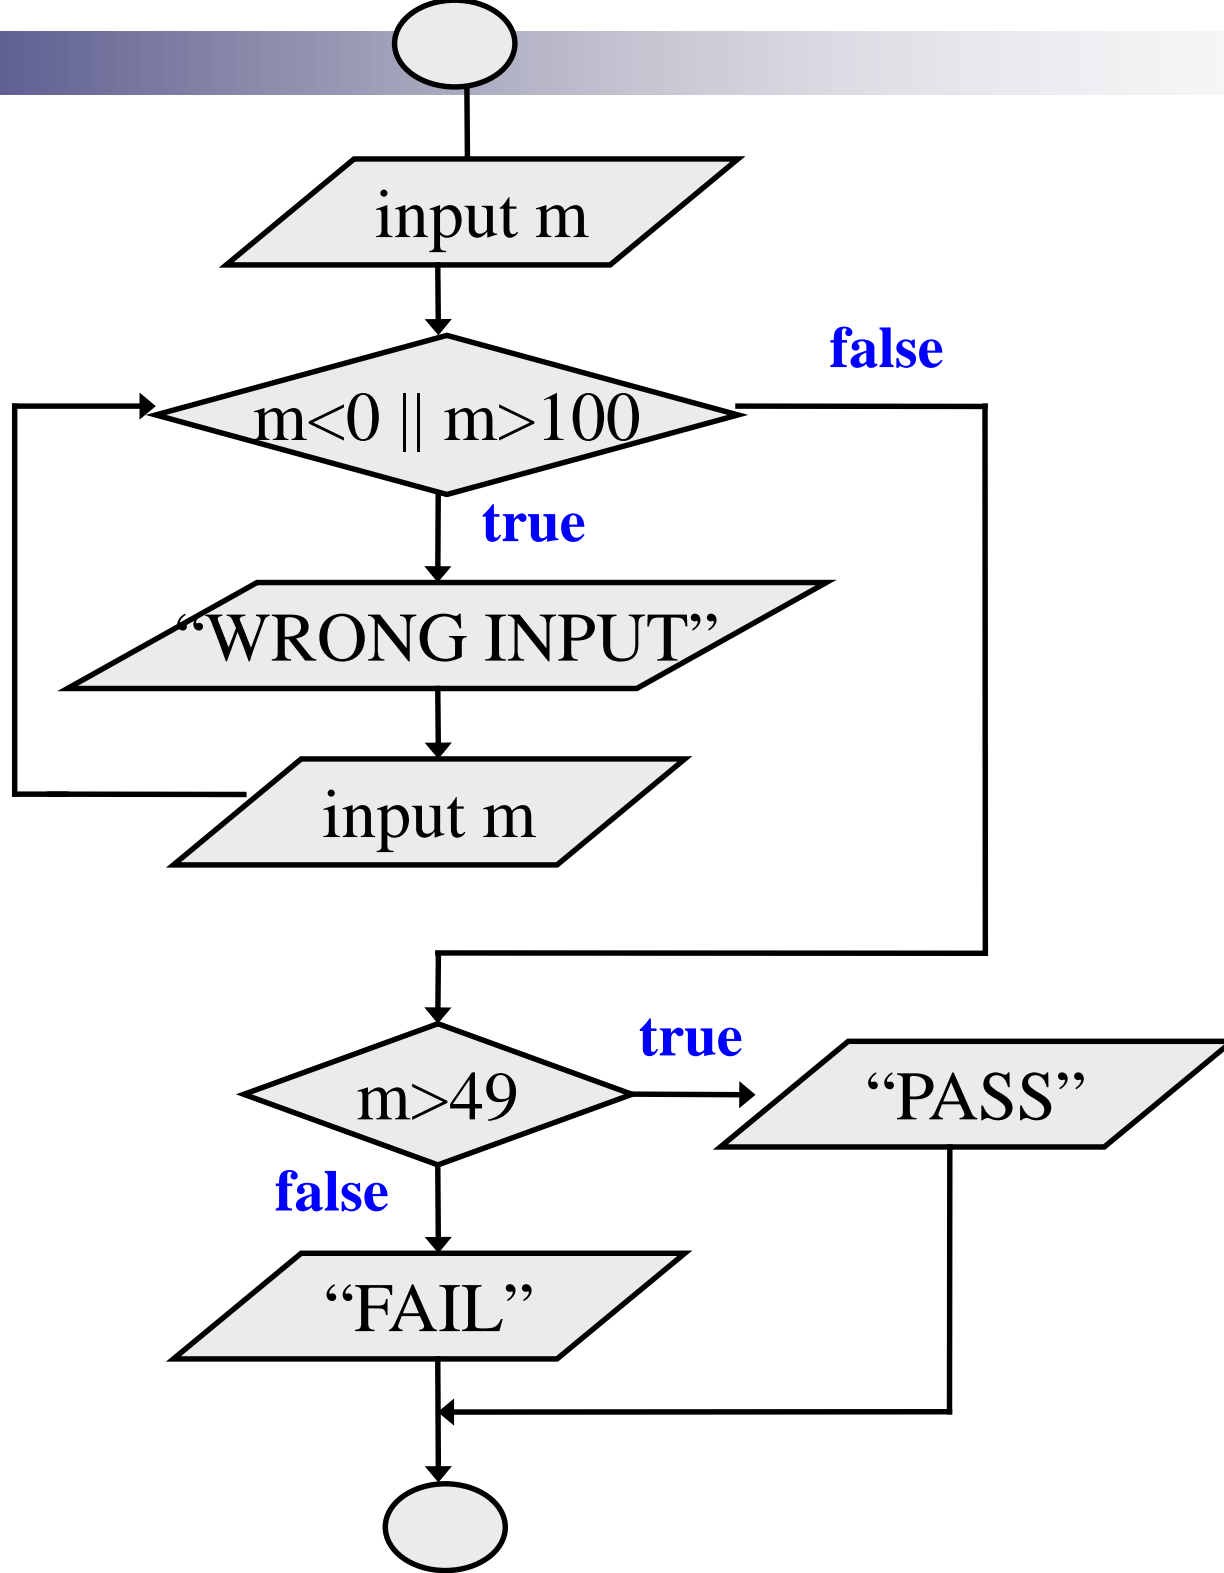 input m
false
m<0 || m>100
true
“WRONG INPUT”
input m
true
m>49
“PASS”
false
“FAIL”